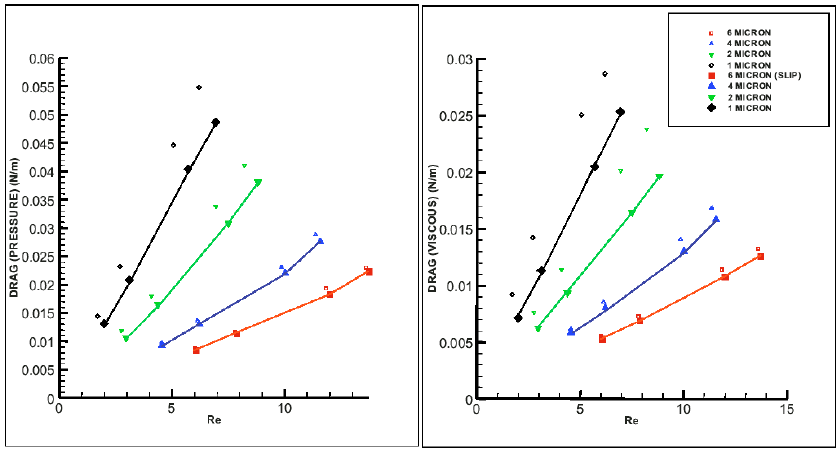 0.06
0.055
0.05
0.045
0.04
0.035
0.03
0.025
0.02
0.015
0.01
0.005
0
DRAG (PRESSURE) (N/m)
0 5 10
Re
6 MICRON
4 MICRON
2 MICRON
1 MICRON
6 MICRON (SLIP)
4 MICRON
2 MICRON
1 MICRON
0.03
0.025
0.02
0.015
0.01
0.005
0
DRAG (VISCOUS) (N/m)
0 5 10 15
Re